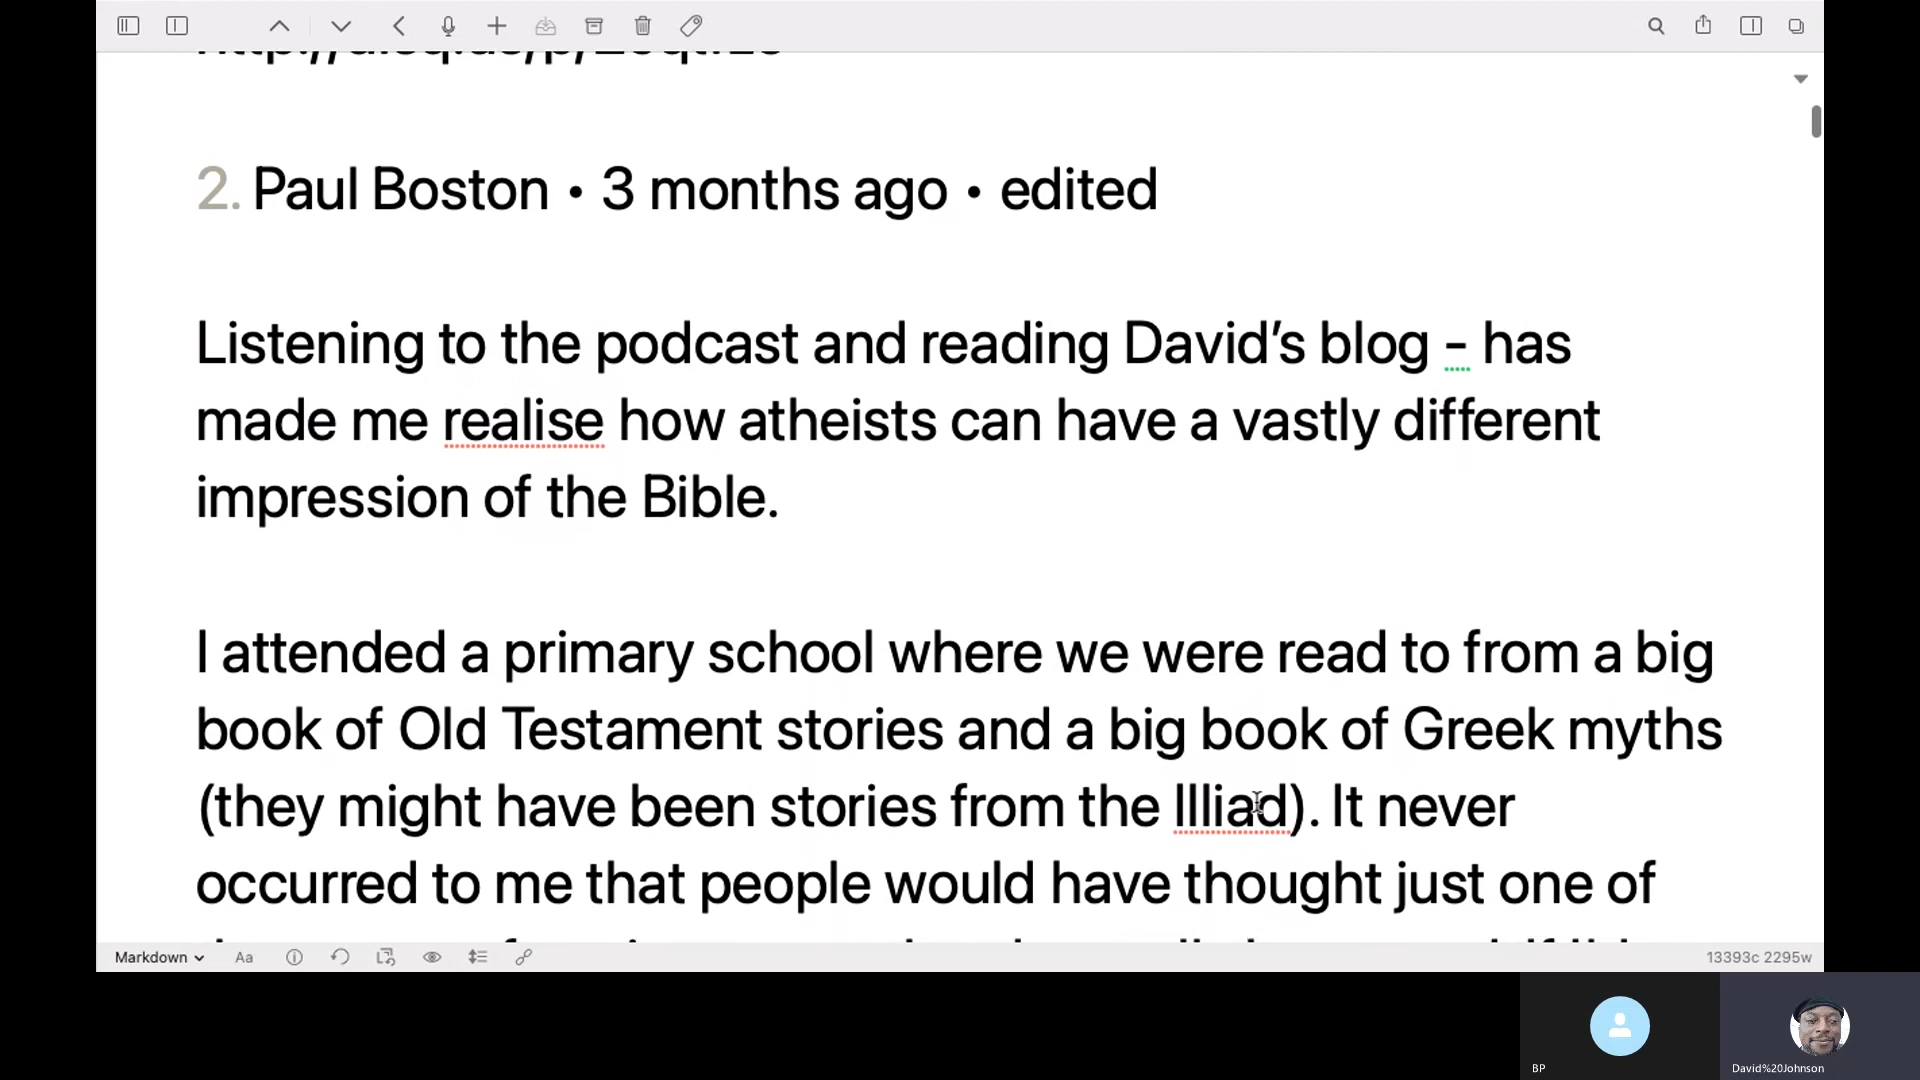 2. Paul Boston • 3 months ago • edited
Listening to the podcast and reading David’s blog - has
made me realise how atheists can have a vastly different
impression of the Bible.
I attended a primary school where we were read to from a big
book of Old Testament stories and a big book of Greek myths
(they might have been stories from the Illiad). It never
occurred to me that people would have thought just one of
Markdown
Aa
13393c 2295w
BP
David%20Johnson